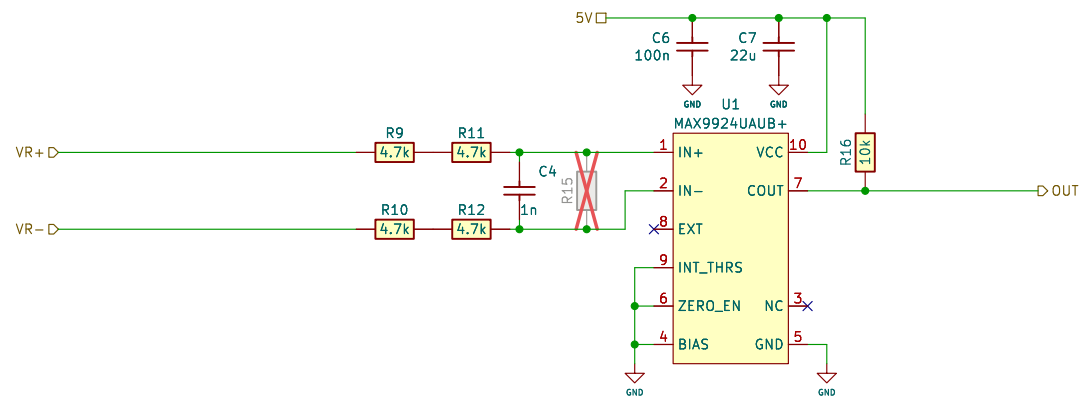 5V
C6
100n
C7
22u
GND
GND
U1
MAX9924UAUB+
R9
4.7k
R11
4.7k
VR+
C4
1n
R15
1
IN+
VCC
10
R16
10k
2
IN-
COUT
7
OUT
R10
4.7k
R12
4.7k
VR-
8
EXT
9
INT_THRS
6
ZERO_EN
NC
3
4
BIAS
GND
5
GND
GND